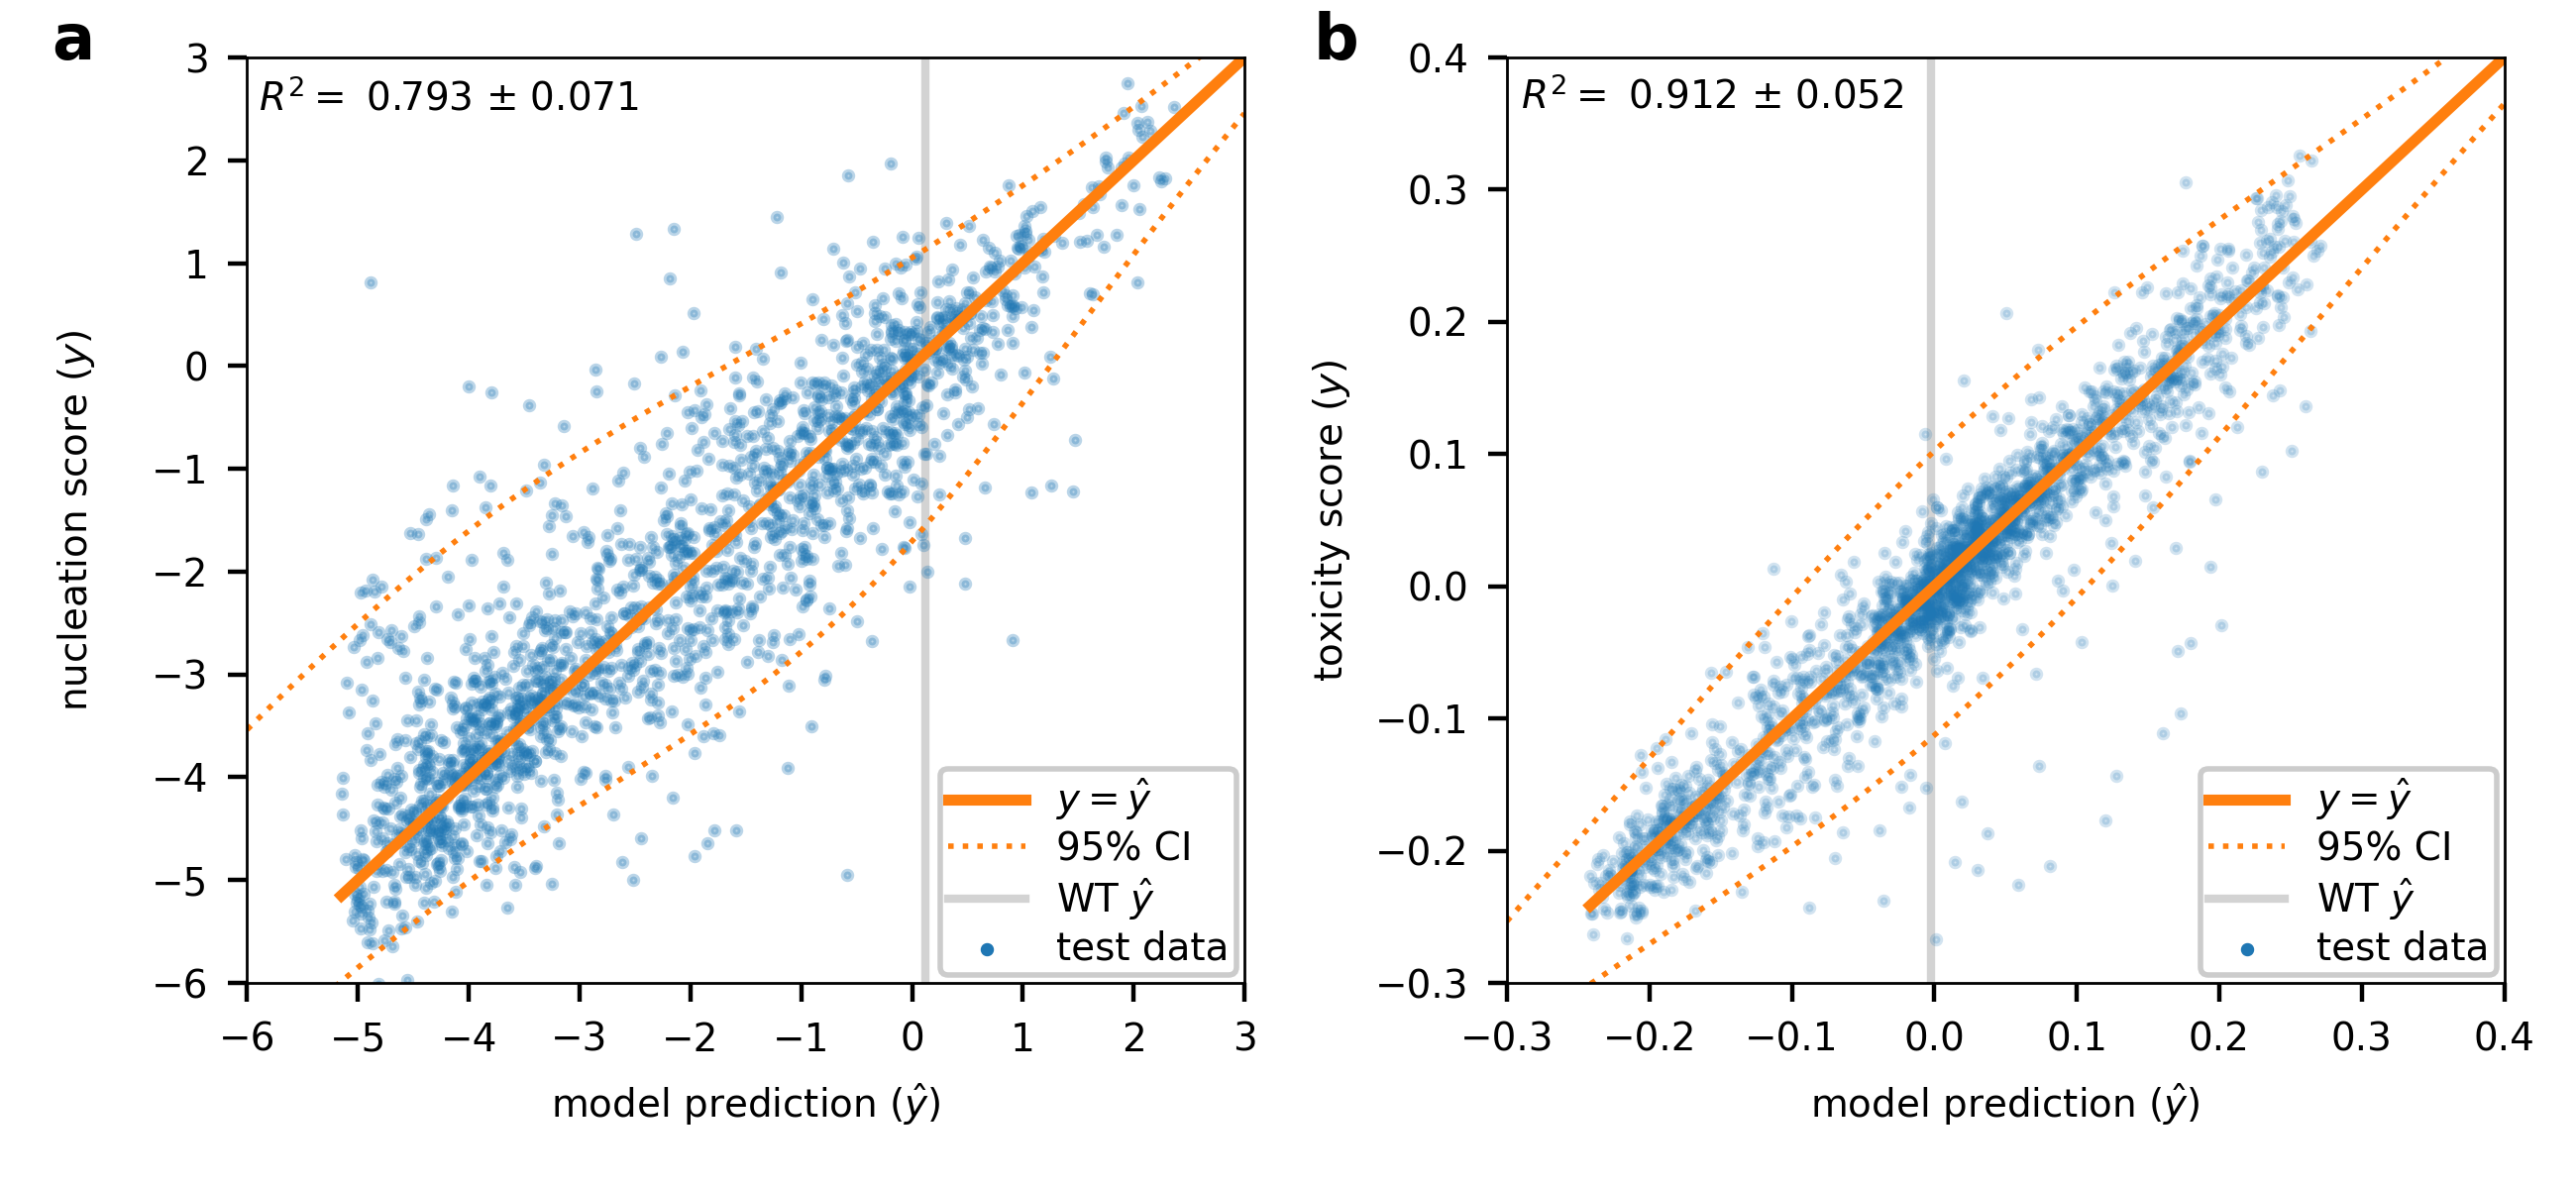 a
R² = 0.793 ± 0.071
nucleation score (y)
3
2
1
0
−1
−2
−3
−4
−5
−6
−6 −5 −4 −3 −2 −1 0 1 2 3
model prediction (ŷ)
y = ŷ
95% CI
WT ŷ
test data
b
R² = 0.912 ± 0.052
toxicity score (y)
0.4
0.3
0.2
0.1
0.0
−0.1
−0.2
−0.3
−0.3 −0.2 −0.1 0.0 0.1 0.2 0.3 0.4
model prediction (ŷ)
y = ŷ
95% CI
WT ŷ
test data